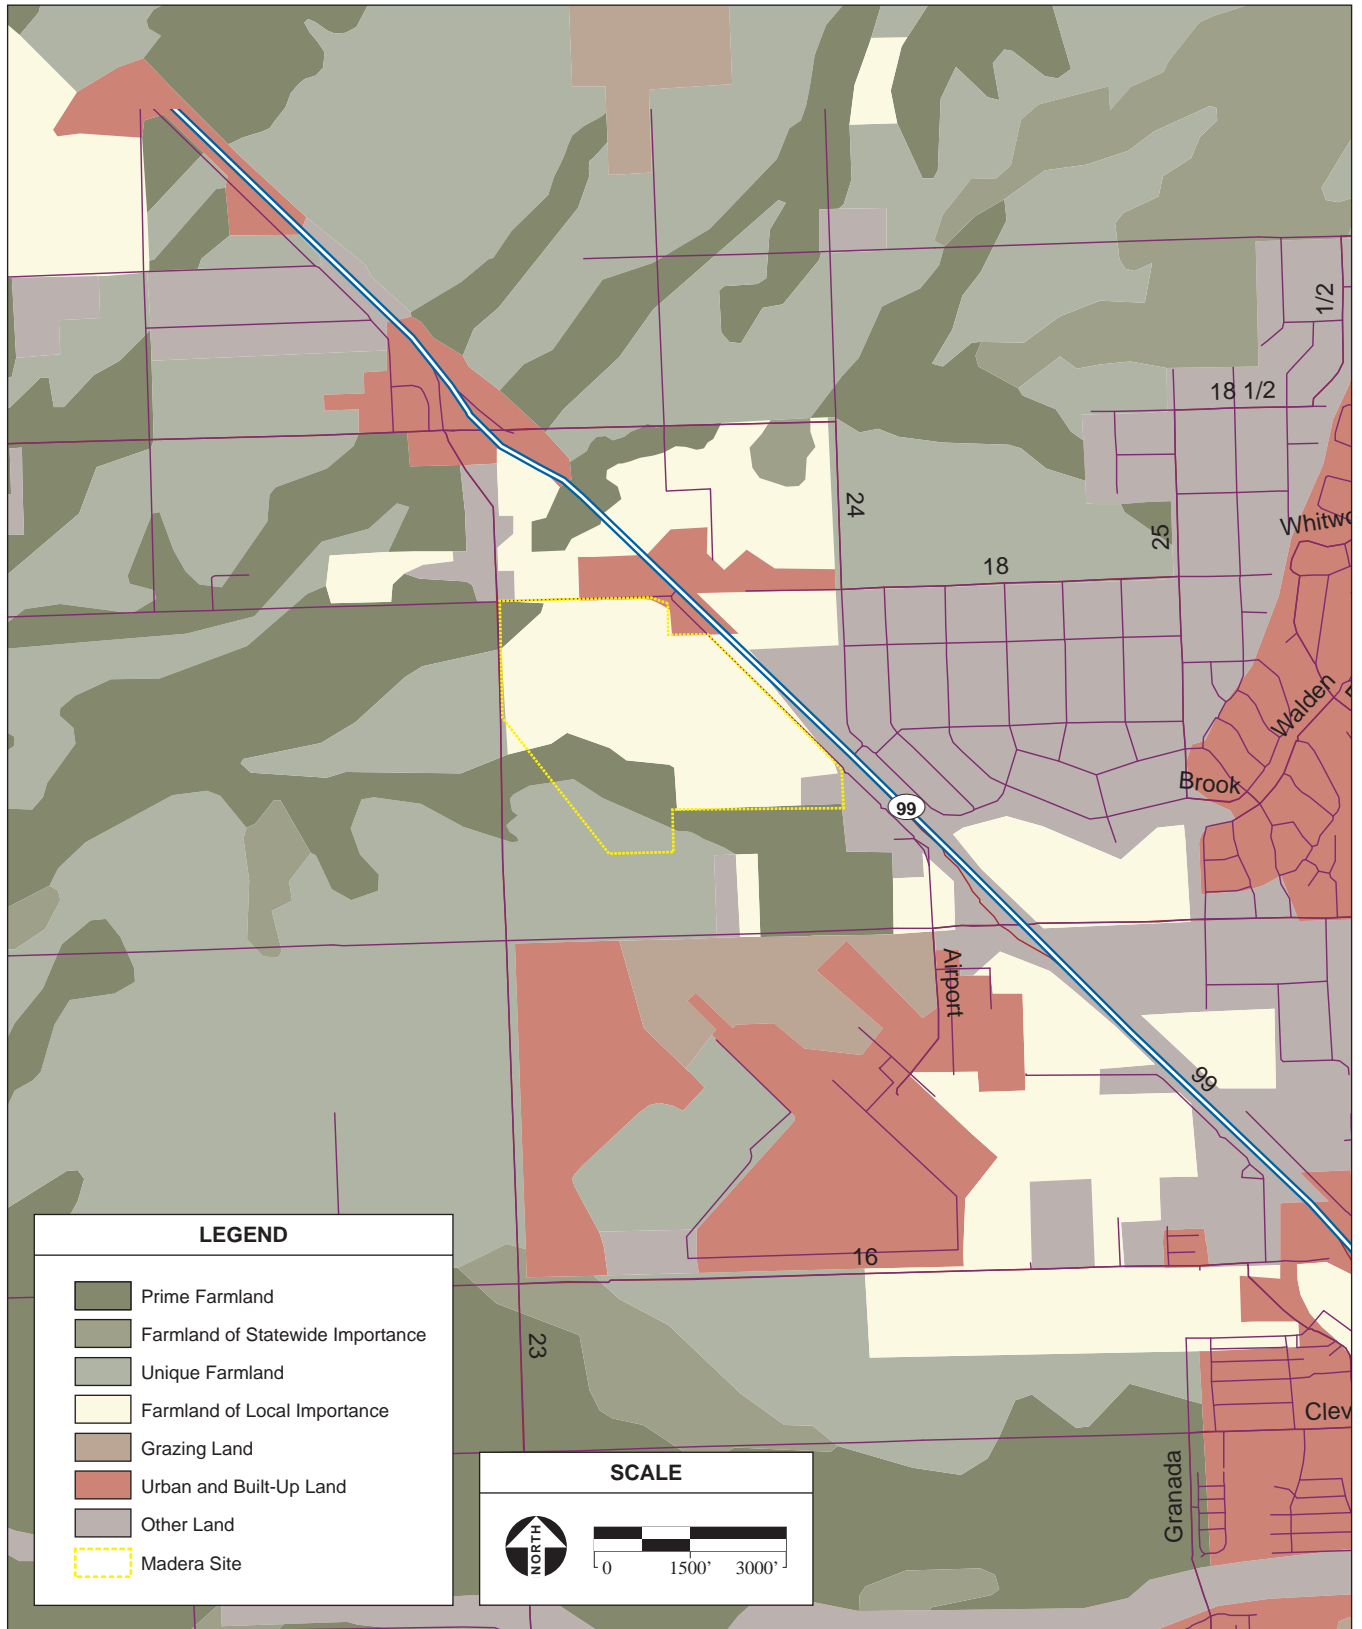 1/2
18 1/2
24
25
Whitwo
18
Walden
Brook
99
Airport
99
16
23
Clev
Granada
LEGEND
Prime Farmland
Farmland of Statewide Importance
Unique Farmland
Farmland of Local Importance
Grazing Land
Urban and Built-Up Land
Other Land
Madera Site
SCALE
NORTH
0 1500' 3000'